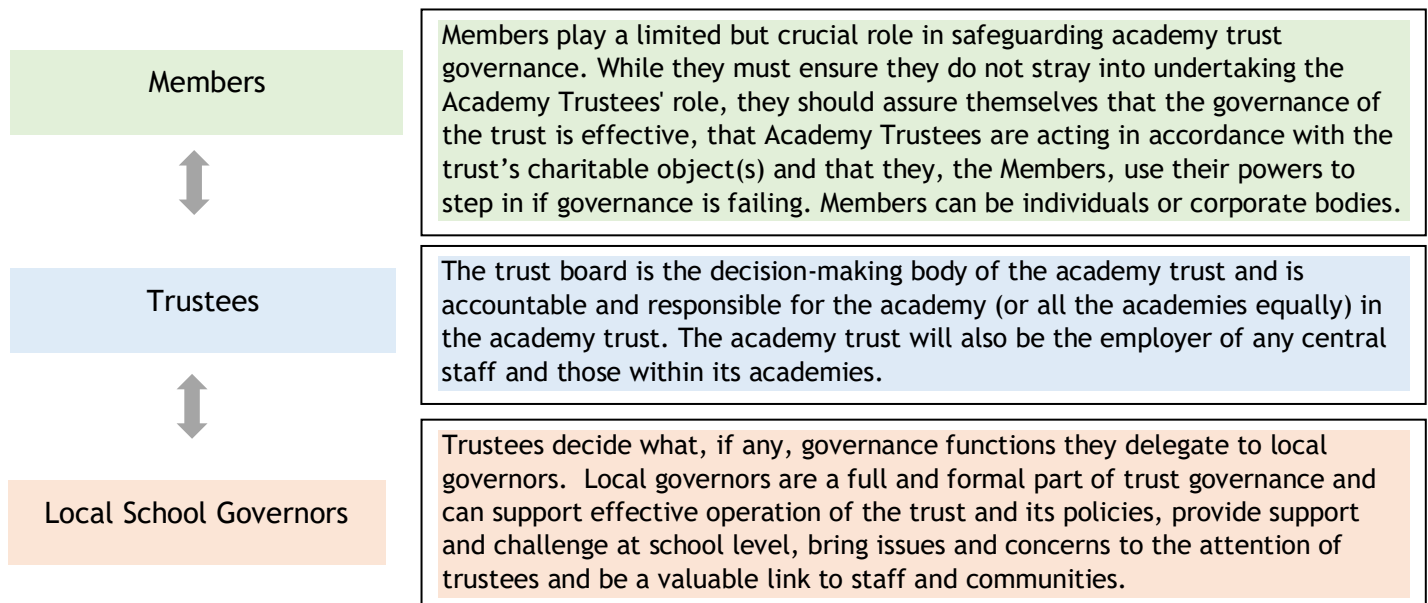 Members
Members play a limited but crucial role in safeguarding academy trust
governance. While they must ensure they do not stray into undertaking the
Academy Trustees' role, they should assure themselves that the governance of
the trust is effective, that Academy Trustees are acting in accordance with the
trust’s charitable object(s) and that they, the Members, use their powers to
step in if governance is failing. Members can be individuals or corporate bodies.
Trustees
The trust board is the decision-making body of the academy trust and is
accountable and responsible for the academy (or all the academies equally) in
the academy trust. The academy trust will also be the employer of any central
staff and those within its academies.
Local School Governors
Trustees decide what, if any, governance functions they delegate to local
governors.  Local governors are a full and formal part of trust governance and
can support effective operation of the trust and its policies, provide support
and challenge at school level, bring issues and concerns to the attention of
trustees and be a valuable link to staff and communities.